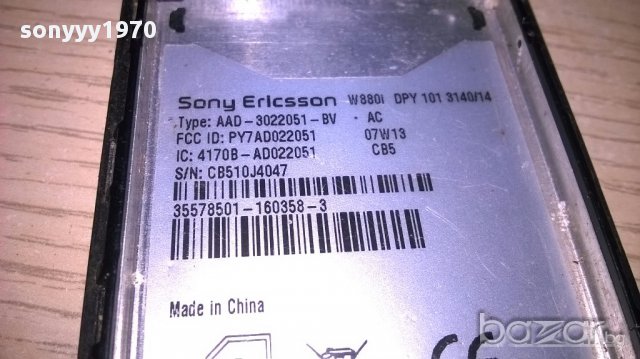 sonyyy1970
Sony Ericsson W880i DPY 101 3140/14
Type: AAD-3022051-BV AC
FCC ID: PY7AD022051 07W13
IC: 4170B-AD022051 CB5
S/N: CB510J4047
35578501-160358-3
Made in China
CE
bazar.bg